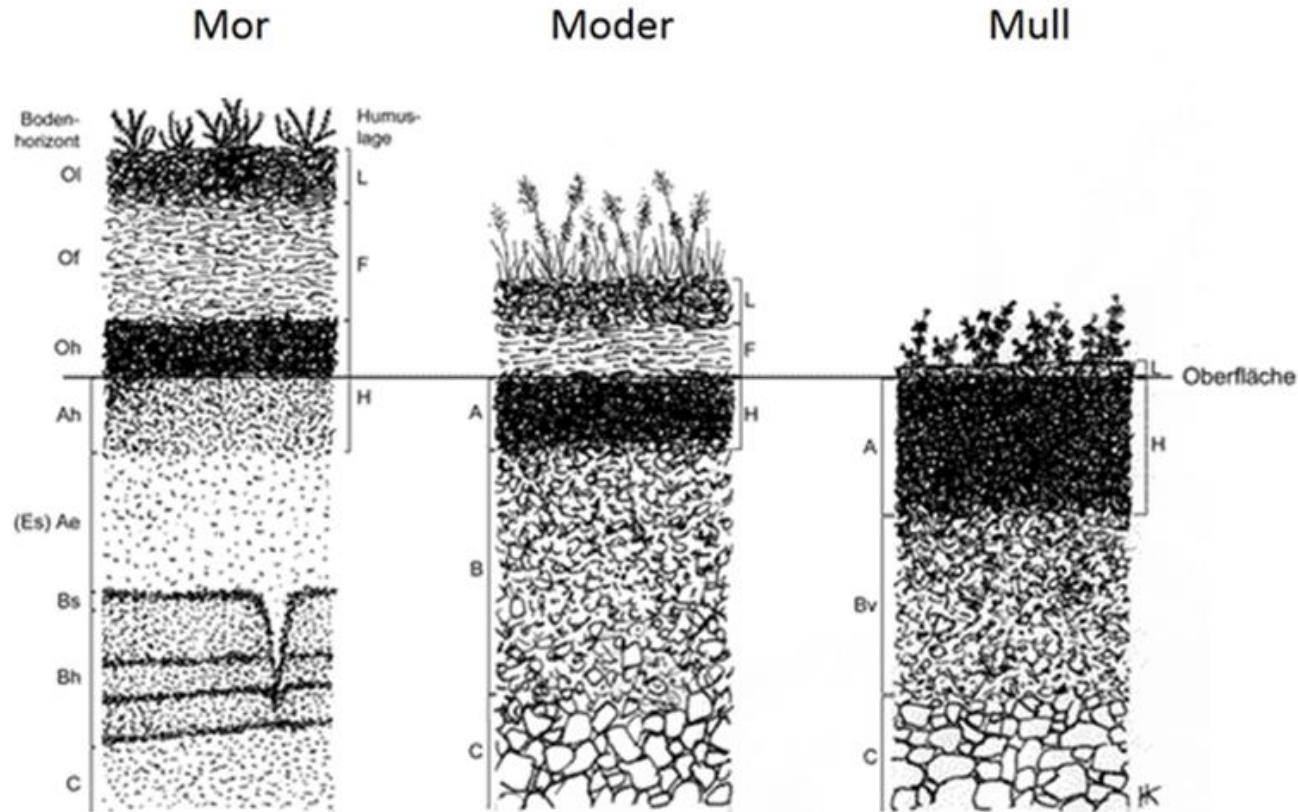 Mor
Moder
Mull
Boden-
horizont
Humus-
lage
Ol
Of
Oh
Ah
(Es) Ae
Bs
Bh
C
L
F
H
L
F
H
A
B
C
L
H
A
Bv
C
Oberfläche